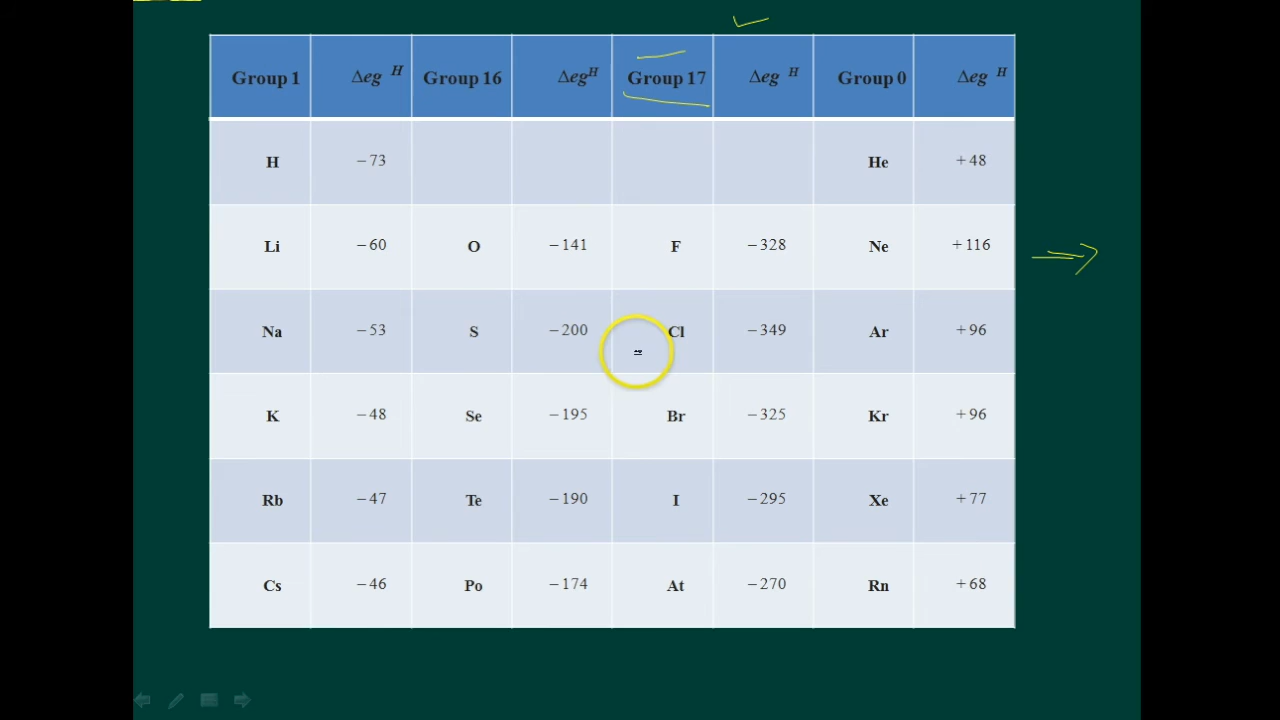 Group 1 Δeg H Group 16 Δeg H Group 17 Δeg H Group 0 Δeg H
H −73 He +48
Li −60 O −141 F −328 Ne +116
Na −53 S −200 Cl −349 Ar +96
K −48 Se −195 Br −325 Kr +96
Rb −47 Te −190 I −295 Xe +77
Cs −46 Po −174 At −270 Rn +68